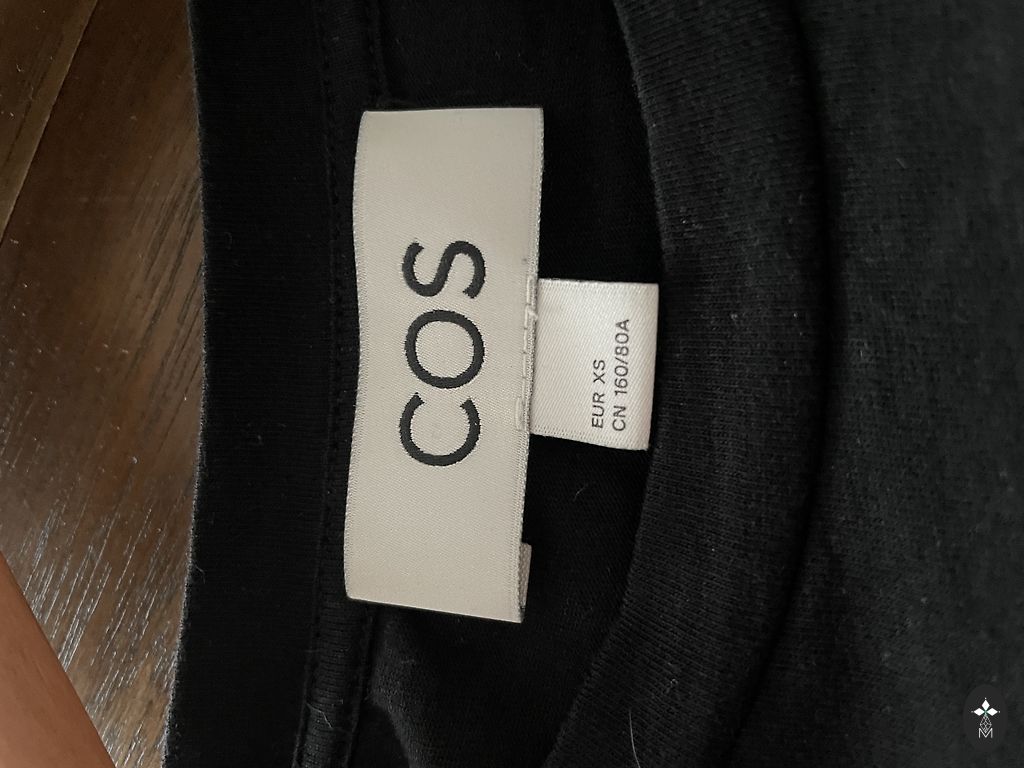 COS
EUR XS
CN 160/80A